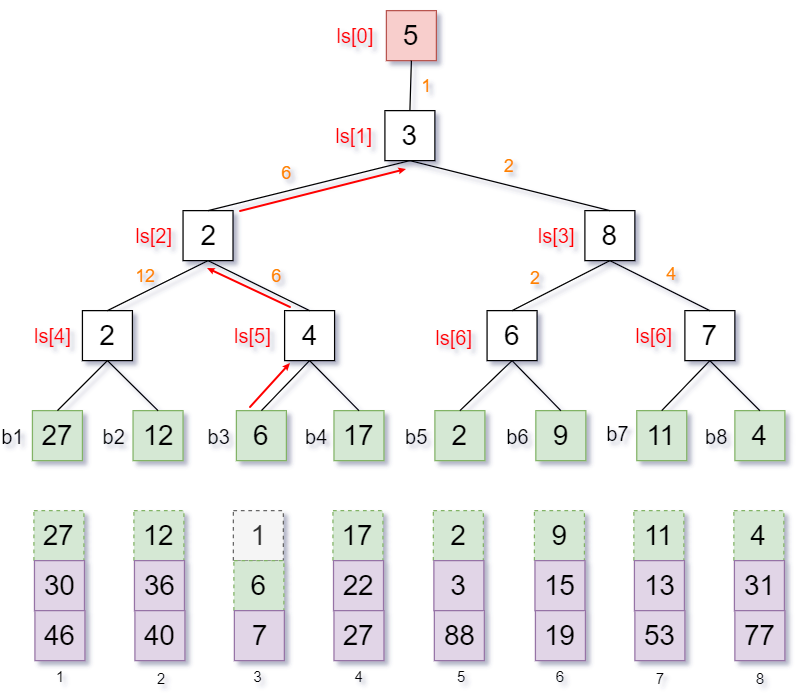 ls[0] 5
1
ls[1] 3
6 2
ls[2] 2 ls[3] 8
12 6 2 4
ls[4] 2 ls[5] 4 ls[6] 6 ls[6] 7
b1 27 b2 12 b3 6 b4 17 b5 2 b6 9 b7 11 b8 4
27 12 1 17 2 9 11 4
30 36 6 22 3 15 13 31
46 40 7 27 88 19 53 77
1 2 3 4 5 6 7 8